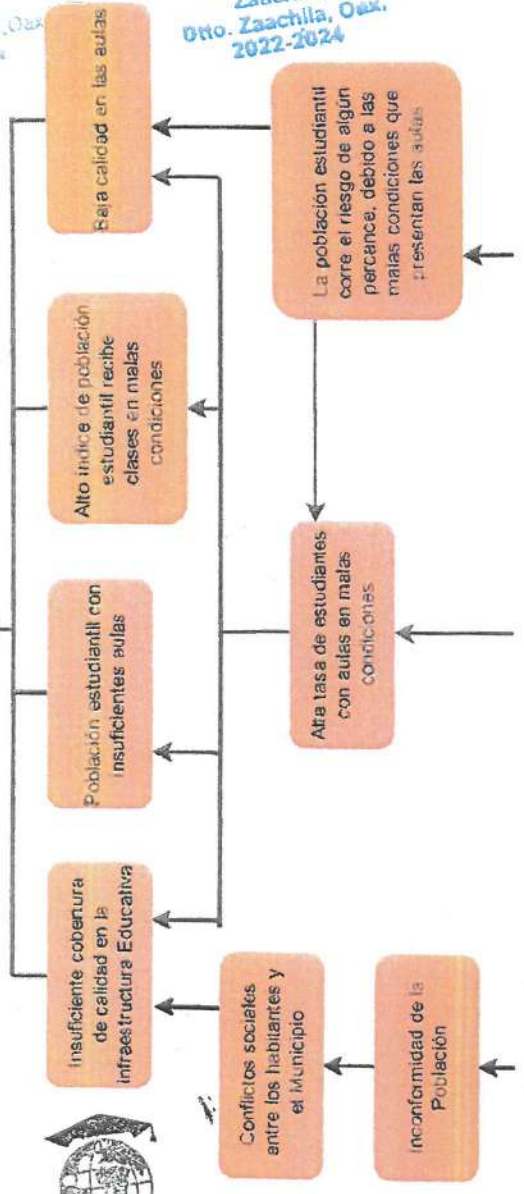 Dtto. Zaachila, Oax,
2022-2024
Insuficiente cobertura
de calidad en la
infraestructura Educativa
Población estudiantil con
insuficientes aulas
Alto indice de población
estudiantil recibe
clases en malas
condiciones
Baja calidad en las aulas
Conflictos sociales
entre los habitantes y
el Municipio
Inconformidad de la
Población
Alta tasa de estudiantes
con aulas en malas
condiciones
La población estudiantil
corre el riesgo de algún
percance, debido a las
malas condiciones que
presentan las aulas